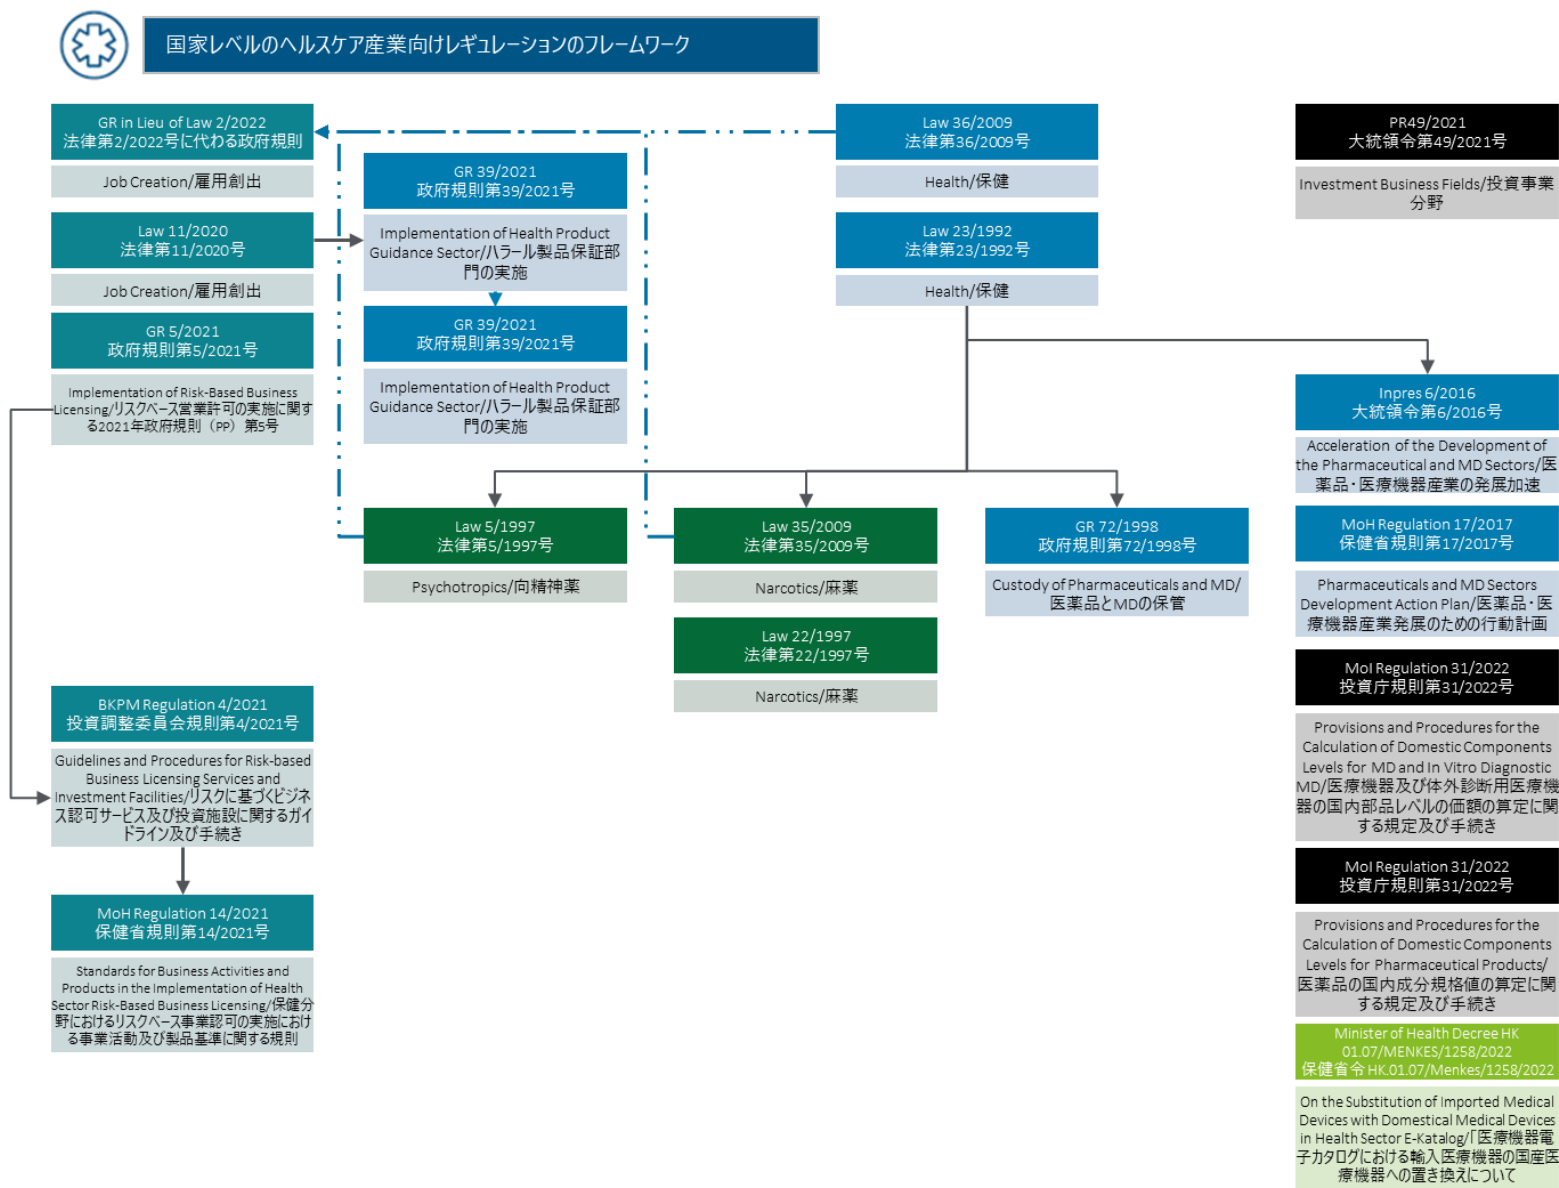 国家レベルのヘルスケア産業向けレギュレーションのフレームワーク
GR in Lieu of Law 2/2022
法律第2/2022号に代わる政府規則
Job Creation/雇用創出
Law 11/2020
法律第11/2020号
Job Creation/雇用創出
GR 5/2021
政府規則第5/2021号
Implementation of Risk-Based Business
Licensing/リスクベース営業許可の実施に関す
る2021年政府規則（PP）第5号
BKPM Regulation 4/2021
投資調整委員会規則第4/2021号
Guidelines and Procedures for Risk-based
Business Licensing Services and
Investment Facilities/リスクに基づくビジネ
ス認可サービス及び投資施設に関するガイ
ドライン及び手続き
MoH Regulation 14/2021
保健省規則第14/2021号
Standards for Business Activities and
Products in the Implementation of Health
Sector Risk-Based Business Licensing/保健分
野におけるリスクベース事業認可の実施におけ
る事業活動及び製品基準に関する規則
GR 39/2021
政府規則第39/2021号
Implementation of Health Product
Guidance Sector/ハラール製品保証部
門の実施
GR 39/2021
政府規則第39/2021号
Implementation of Health Product
Guidance Sector/ハラール製品保証部
門の実施
Law 5/1997
法律第5/1997号
Psychotropics/向精神薬
Law 35/2009
法律第35/2009号
Narcotics/麻薬
Law 22/1997
法律第22/1997号
Narcotics/麻薬
Law 36/2009
法律第36/2009号
Health/保健
Law 23/1992
法律第23/1992号
Health/保健
GR 72/1998
政府規則第72/1998号
Custody of Pharmaceuticals and MD/
医薬品とMDの保管
PR49/2021
大統領令第49/2021号
Investment Business Fields/投資事業
分野
Inpres 6/2016
大統領令第6/2016号
Acceleration of the Development of
the Pharmaceutical and MD Sectors/医
薬品・医療機器産業の発展加速
MoH Regulation 17/2017
保健省規則第17/2017号
Pharmaceuticals and MD Sectors
Development Action Plan/医薬品・医
療機器産業発展のための行動計画
MoI Regulation 31/2022
投資庁規則第31/2022号
Provisions and Procedures for the
Calculation of Domestic Components
Levels for MD and In Vitro Diagnostic
MD/医療機器及び体外診断用医療機
器の国内部品レベルの価額の算定に関
する規定及び手続き
MoI Regulation 31/2022
投資庁規則第31/2022号
Provisions and Procedures for the
Calculation of Domestic Components
Levels for Pharmaceutical Products/
医薬品の国内成分規格値の算定に関
する規定及び手続き
Minister of Health Decree HK
01.07/MENKES/1258/2022
保健省令 HK.01.07/Menkes/1258/2022
On the Substitution of Imported Medical
Devices with Domestical Medical Devices
in Health Sector E-Katalog/「医療機器電
子カタログにおける輸入医療機器の国産医
療機器への置き換えについて